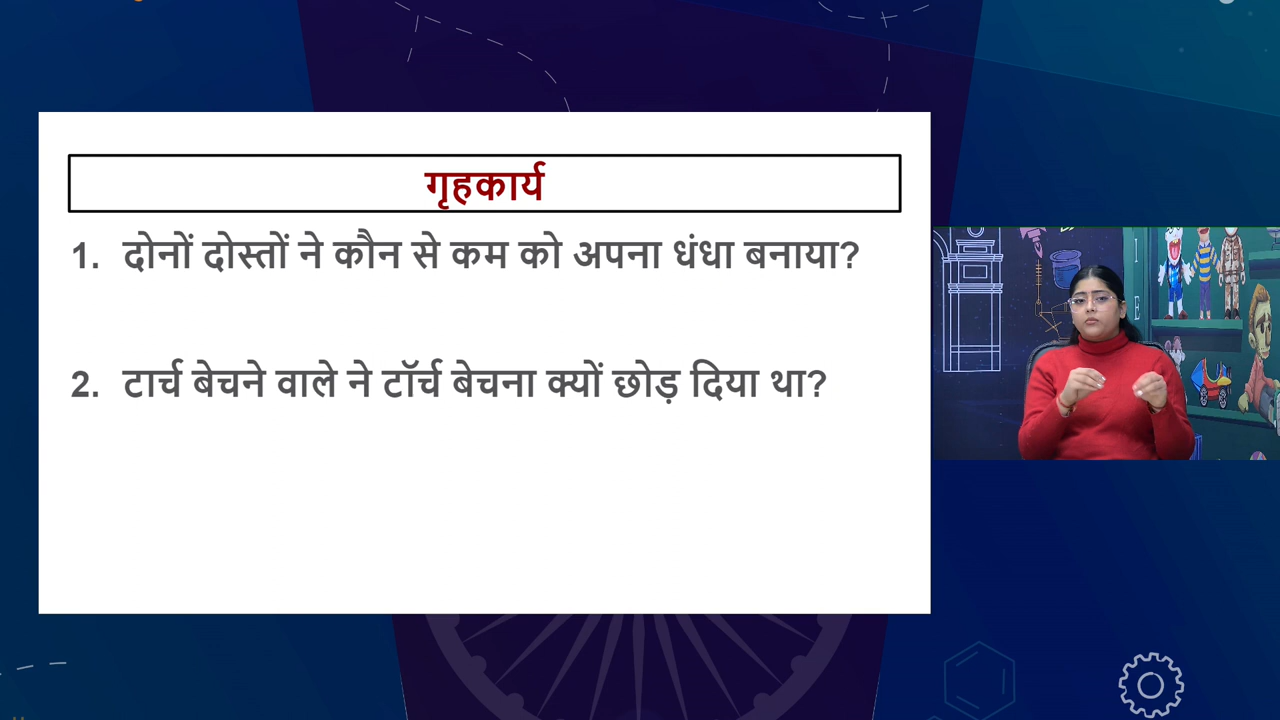 गृहकार्य
1. दोनों दोस्तों ने कौन से कम को अपना धंधा बनाया?
2. टार्च बेचने वाले ने टॉर्च बेचना क्यों छोड़ दिया था?